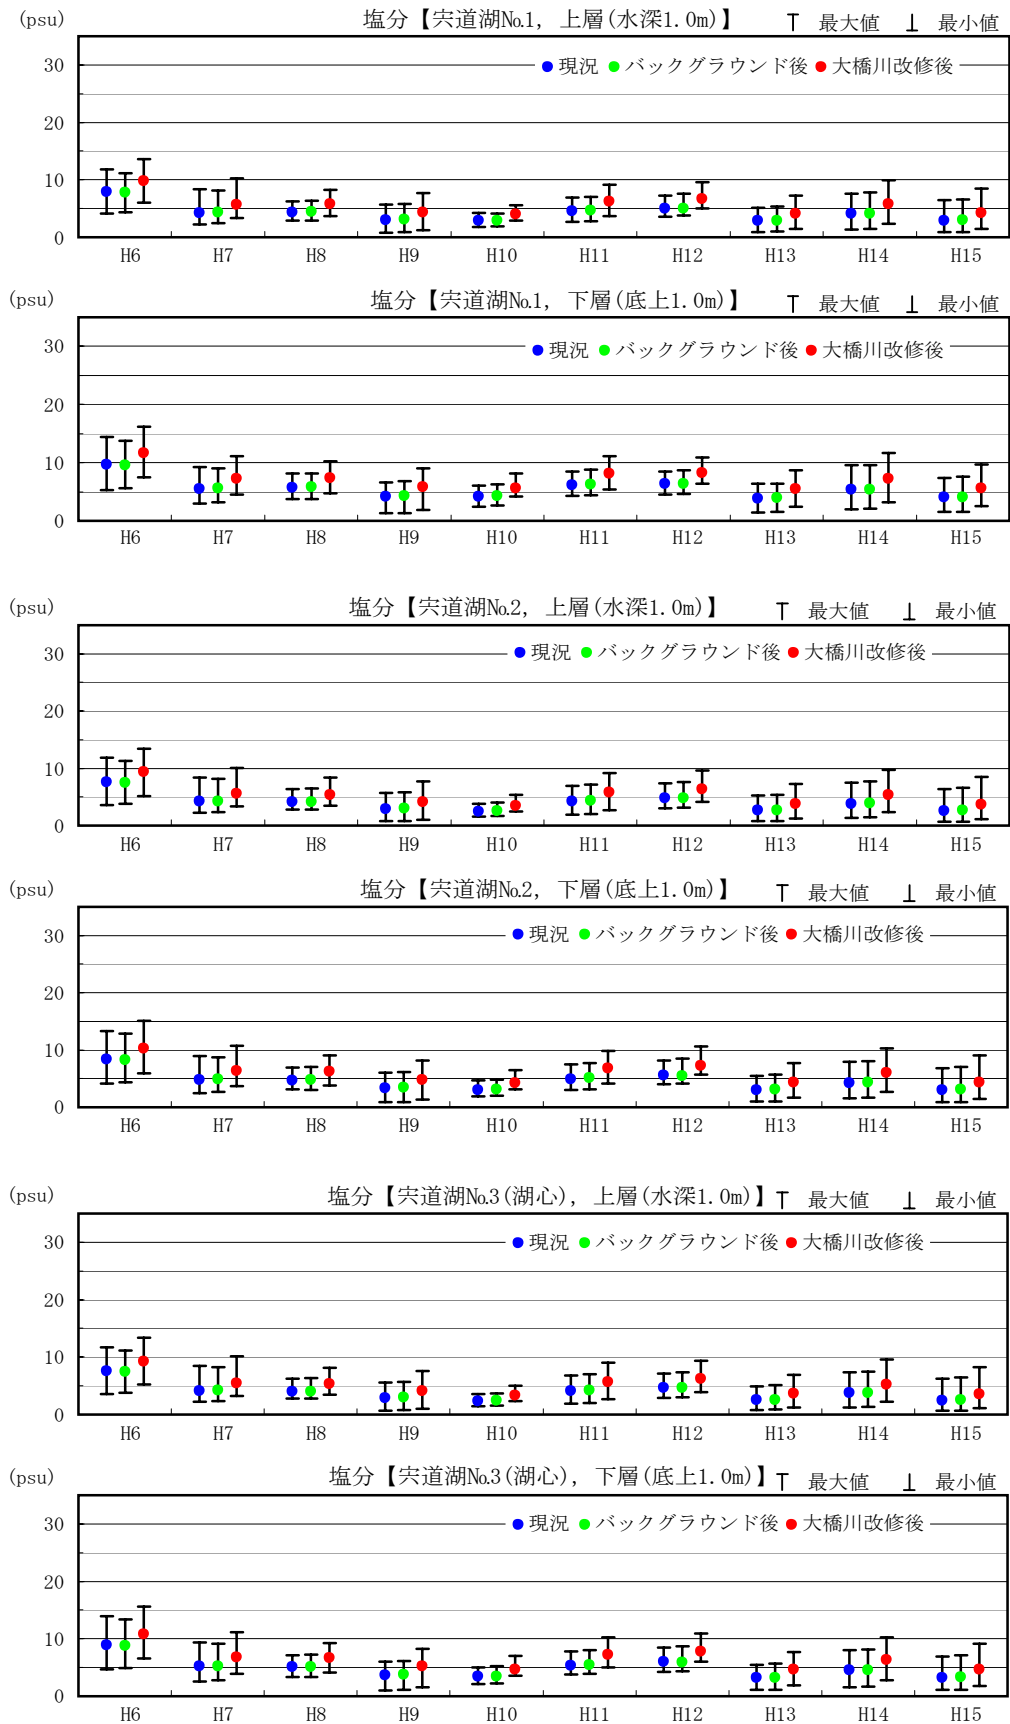 (psu) 塩分【宍道湖№1, 上層(水深1.0m)】 最大値 最小値
30 現況 バックグラウンド後 大橋川改修後
20
10
0
H6 H7 H8 H9 H10 H11 H12 H13 H14 H15
(psu) 塩分【宍道湖№1, 下層(底上1.0m)】 最大値 最小値
30 現況 バックグラウンド後 大橋川改修後
20
10
0
H6 H7 H8 H9 H10 H11 H12 H13 H14 H15
(psu) 塩分【宍道湖№2, 上層(水深1.0m)】 最大値 最小値
30 現況 バックグラウンド後 大橋川改修後
20
10
0
H6 H7 H8 H9 H10 H11 H12 H13 H14 H15
(psu) 塩分【宍道湖№2, 下層(底上1.0m)】 最大値 最小値
30 現況 バックグラウンド後 大橋川改修後
20
10
0
H6 H7 H8 H9 H10 H11 H12 H13 H14 H15
(psu) 塩分【宍道湖№3(湖心), 上層(水深1.0m)】 最大値 最小値
30 現況 バックグラウンド後 大橋川改修後
20
10
0
H6 H7 H8 H9 H10 H11 H12 H13 H14 H15
(psu) 塩分【宍道湖№3(湖心), 下層(底上1.0m)】 最大値 最小値
30 現況 バックグラウンド後 大橋川改修後
20
10
0
H6 H7 H8 H9 H10 H11 H12 H13 H14 H15